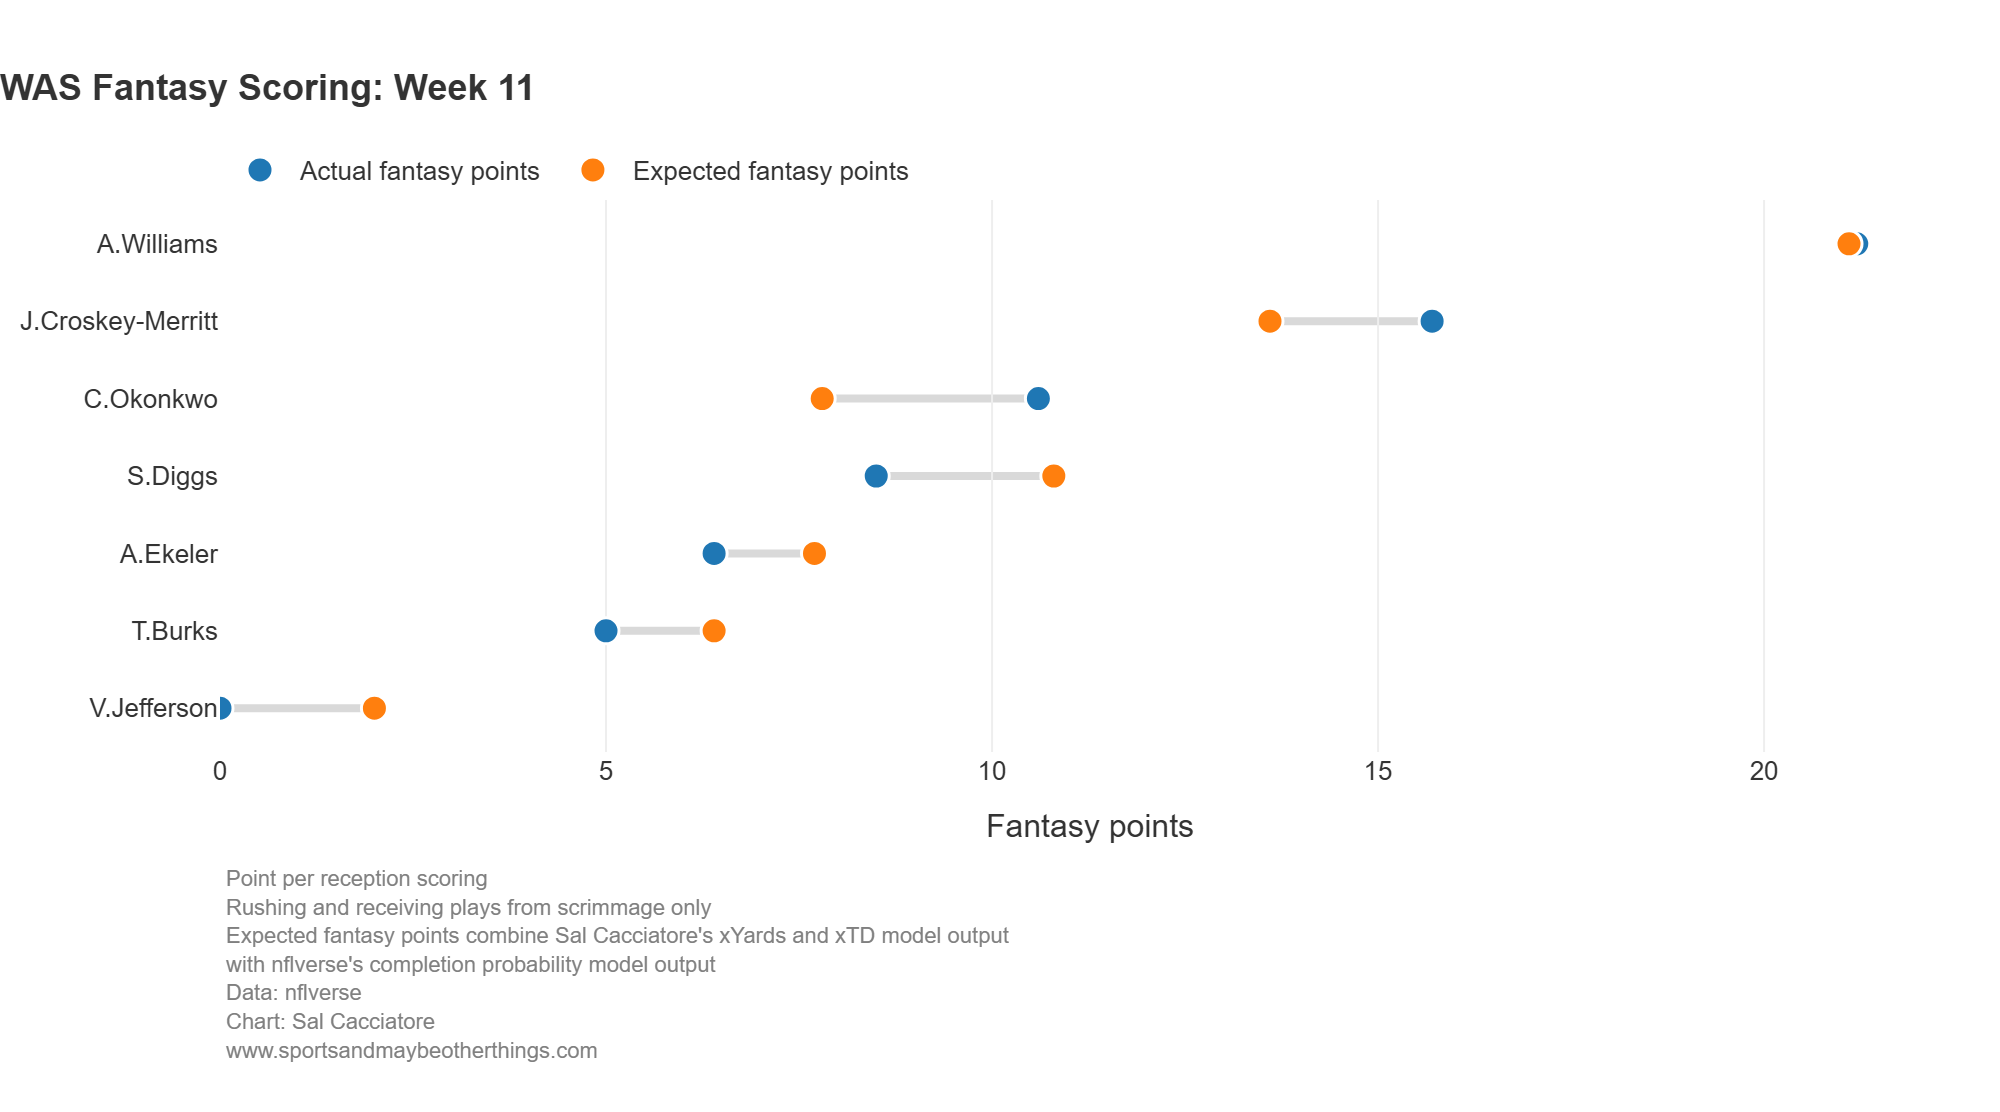 WAS Fantasy Scoring: Week 11
Actual fantasy points
Expected fantasy points
A.Williams
J.Croskey-Merritt
C.Okonkwo
S.Diggs
A.Ekeler
T.Burks
V.Jefferson
0 5 10 15 20
Fantasy points
Point per reception scoring
Rushing and receiving plays from scrimmage only
Expected fantasy points combine Sal Cacciatore's xYards and xTD model output
with nflverse's completion probability model output
Data: nflverse
Chart: Sal Cacciatore
www.sportsandmaybeotherthings.com